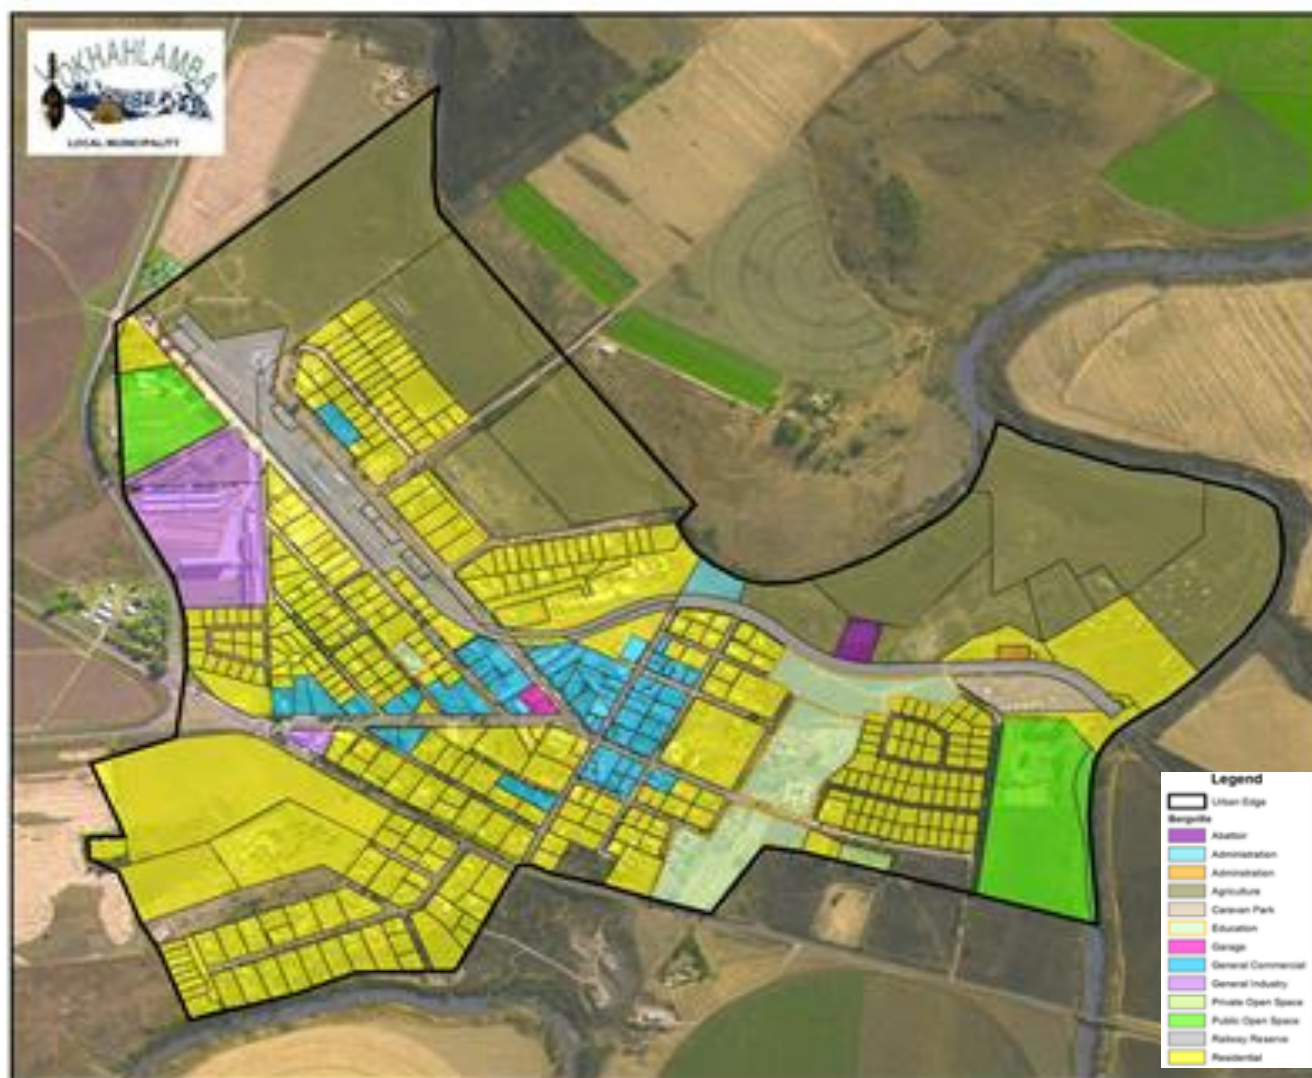 OKHAHLAMBA
LOCAL MUNICIPALITY
Legend
Urban Edge
Bergville
Abattoir
Administration
Adminstration
Agriculture
Caravan Park
Education
Garage
General Commercial
General Industry
Private Open Space
Public Open Space
Railway Reserve
Residential